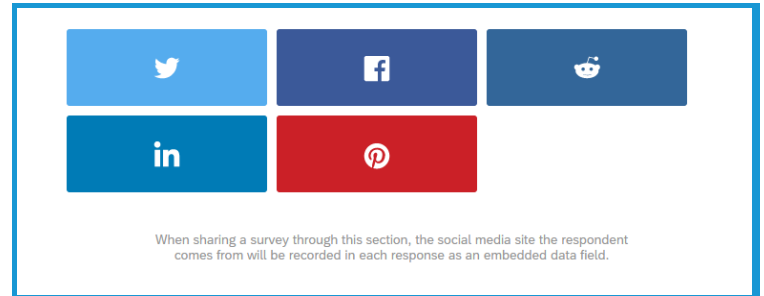 in
When sharing a survey through this section, the social media site the respondent
comes from will be recorded in each response as an embedded data field.